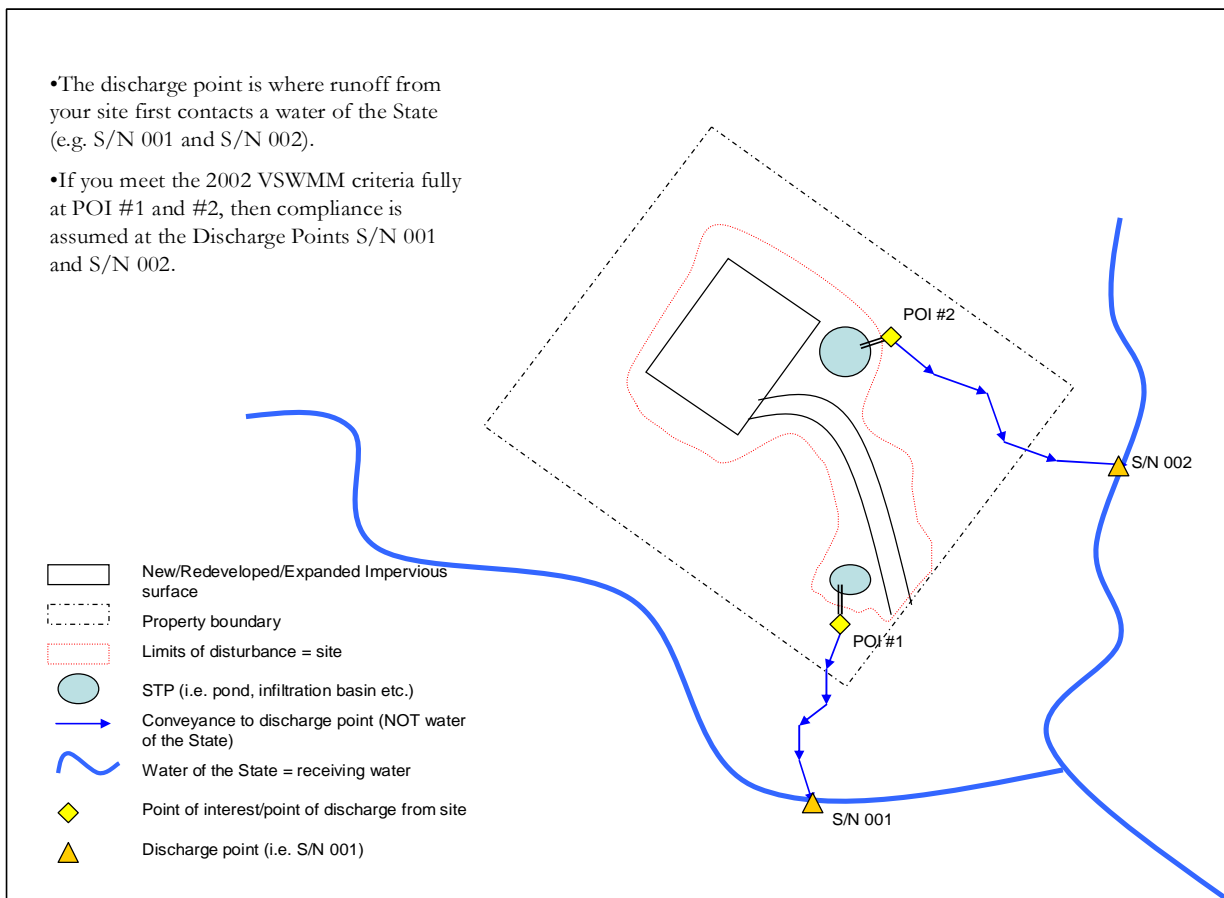 •The discharge point is where runoff from
your site first contacts a water of the State
(e.g. S/N 001 and S/N 002).
•If you meet the 2002 VSWMM criteria fully
at POI #1 and #2, then compliance is
assumed at the Discharge Points S/N 001
and S/N 002.
POI #2
S/N 002
POI #1
S/N 001
New/Redeveloped/Expanded Impervious
surface
Property boundary
Limits of disturbance = site
STP (i.e. pond, infiltration basin etc.)
Conveyance to discharge point (NOT water
of the State)
Water of the State = receiving water
Point of interest/point of discharge from site
Discharge point (i.e. S/N 001)